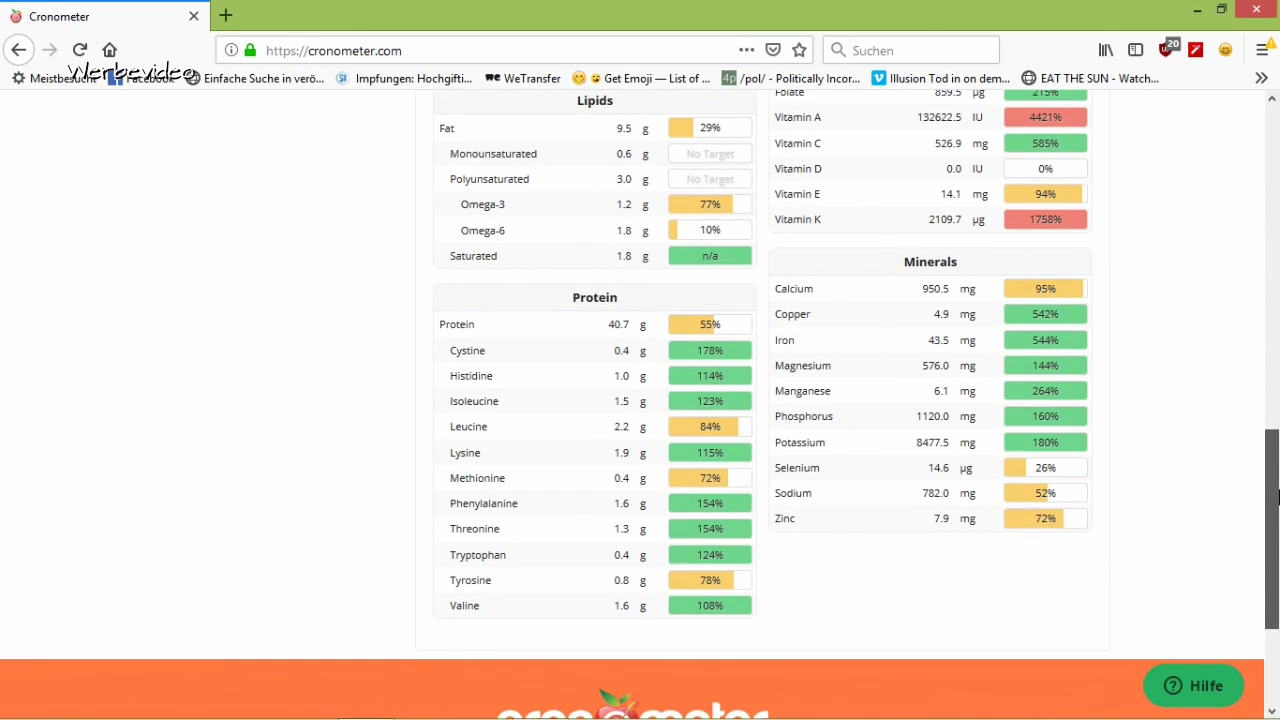 Cronometer
https://cronometer.com
Suchen
20
Werbevideo
Meistbesuchte
Facebook
Einfache Suche in verö...
Impfungen: Hochgifti...
WeTransfer
Get Emoji — List of ...
/pol/ - Politically Incor...
Illusion Tod in on dem...
EAT THE SUN - Watch...
Lipids
Fat 9.5 g 29%
Monounsaturated 0.6 g No Target
Polyunsaturated 3.0 g No Target
Omega-3 1.2 g 77%
Omega-6 1.8 g 10%
Saturated 1.8 g n/a
Protein
Protein 40.7 g 55%
Cystine 0.4 g 178%
Histidine 1.0 g 114%
Isoleucine 1.5 g 123%
Leucine 2.2 g 84%
Lysine 1.9 g 115%
Methionine 0.4 g 72%
Phenylalanine 1.6 g 154%
Threonine 1.3 g 154%
Tryptophan 0.4 g 124%
Tyrosine 0.8 g 78%
Valine 1.6 g 108%
Folate 859.5 µg 215%
Vitamin A 132622.5 IU 4421%
Vitamin C 526.9 mg 585%
Vitamin D 0.0 IU 0%
Vitamin E 14.1 mg 94%
Vitamin K 2109.7 µg 1758%
Minerals
Calcium 950.5 mg 95%
Copper 4.9 mg 542%
Iron 43.5 mg 544%
Magnesium 576.0 mg 144%
Manganese 6.1 mg 264%
Phosphorus 1120.0 mg 160%
Potassium 8477.5 mg 180%
Selenium 14.6 µg 26%
Sodium 782.0 mg 52%
Zinc 7.9 mg 72%
cronometer
Hilfe